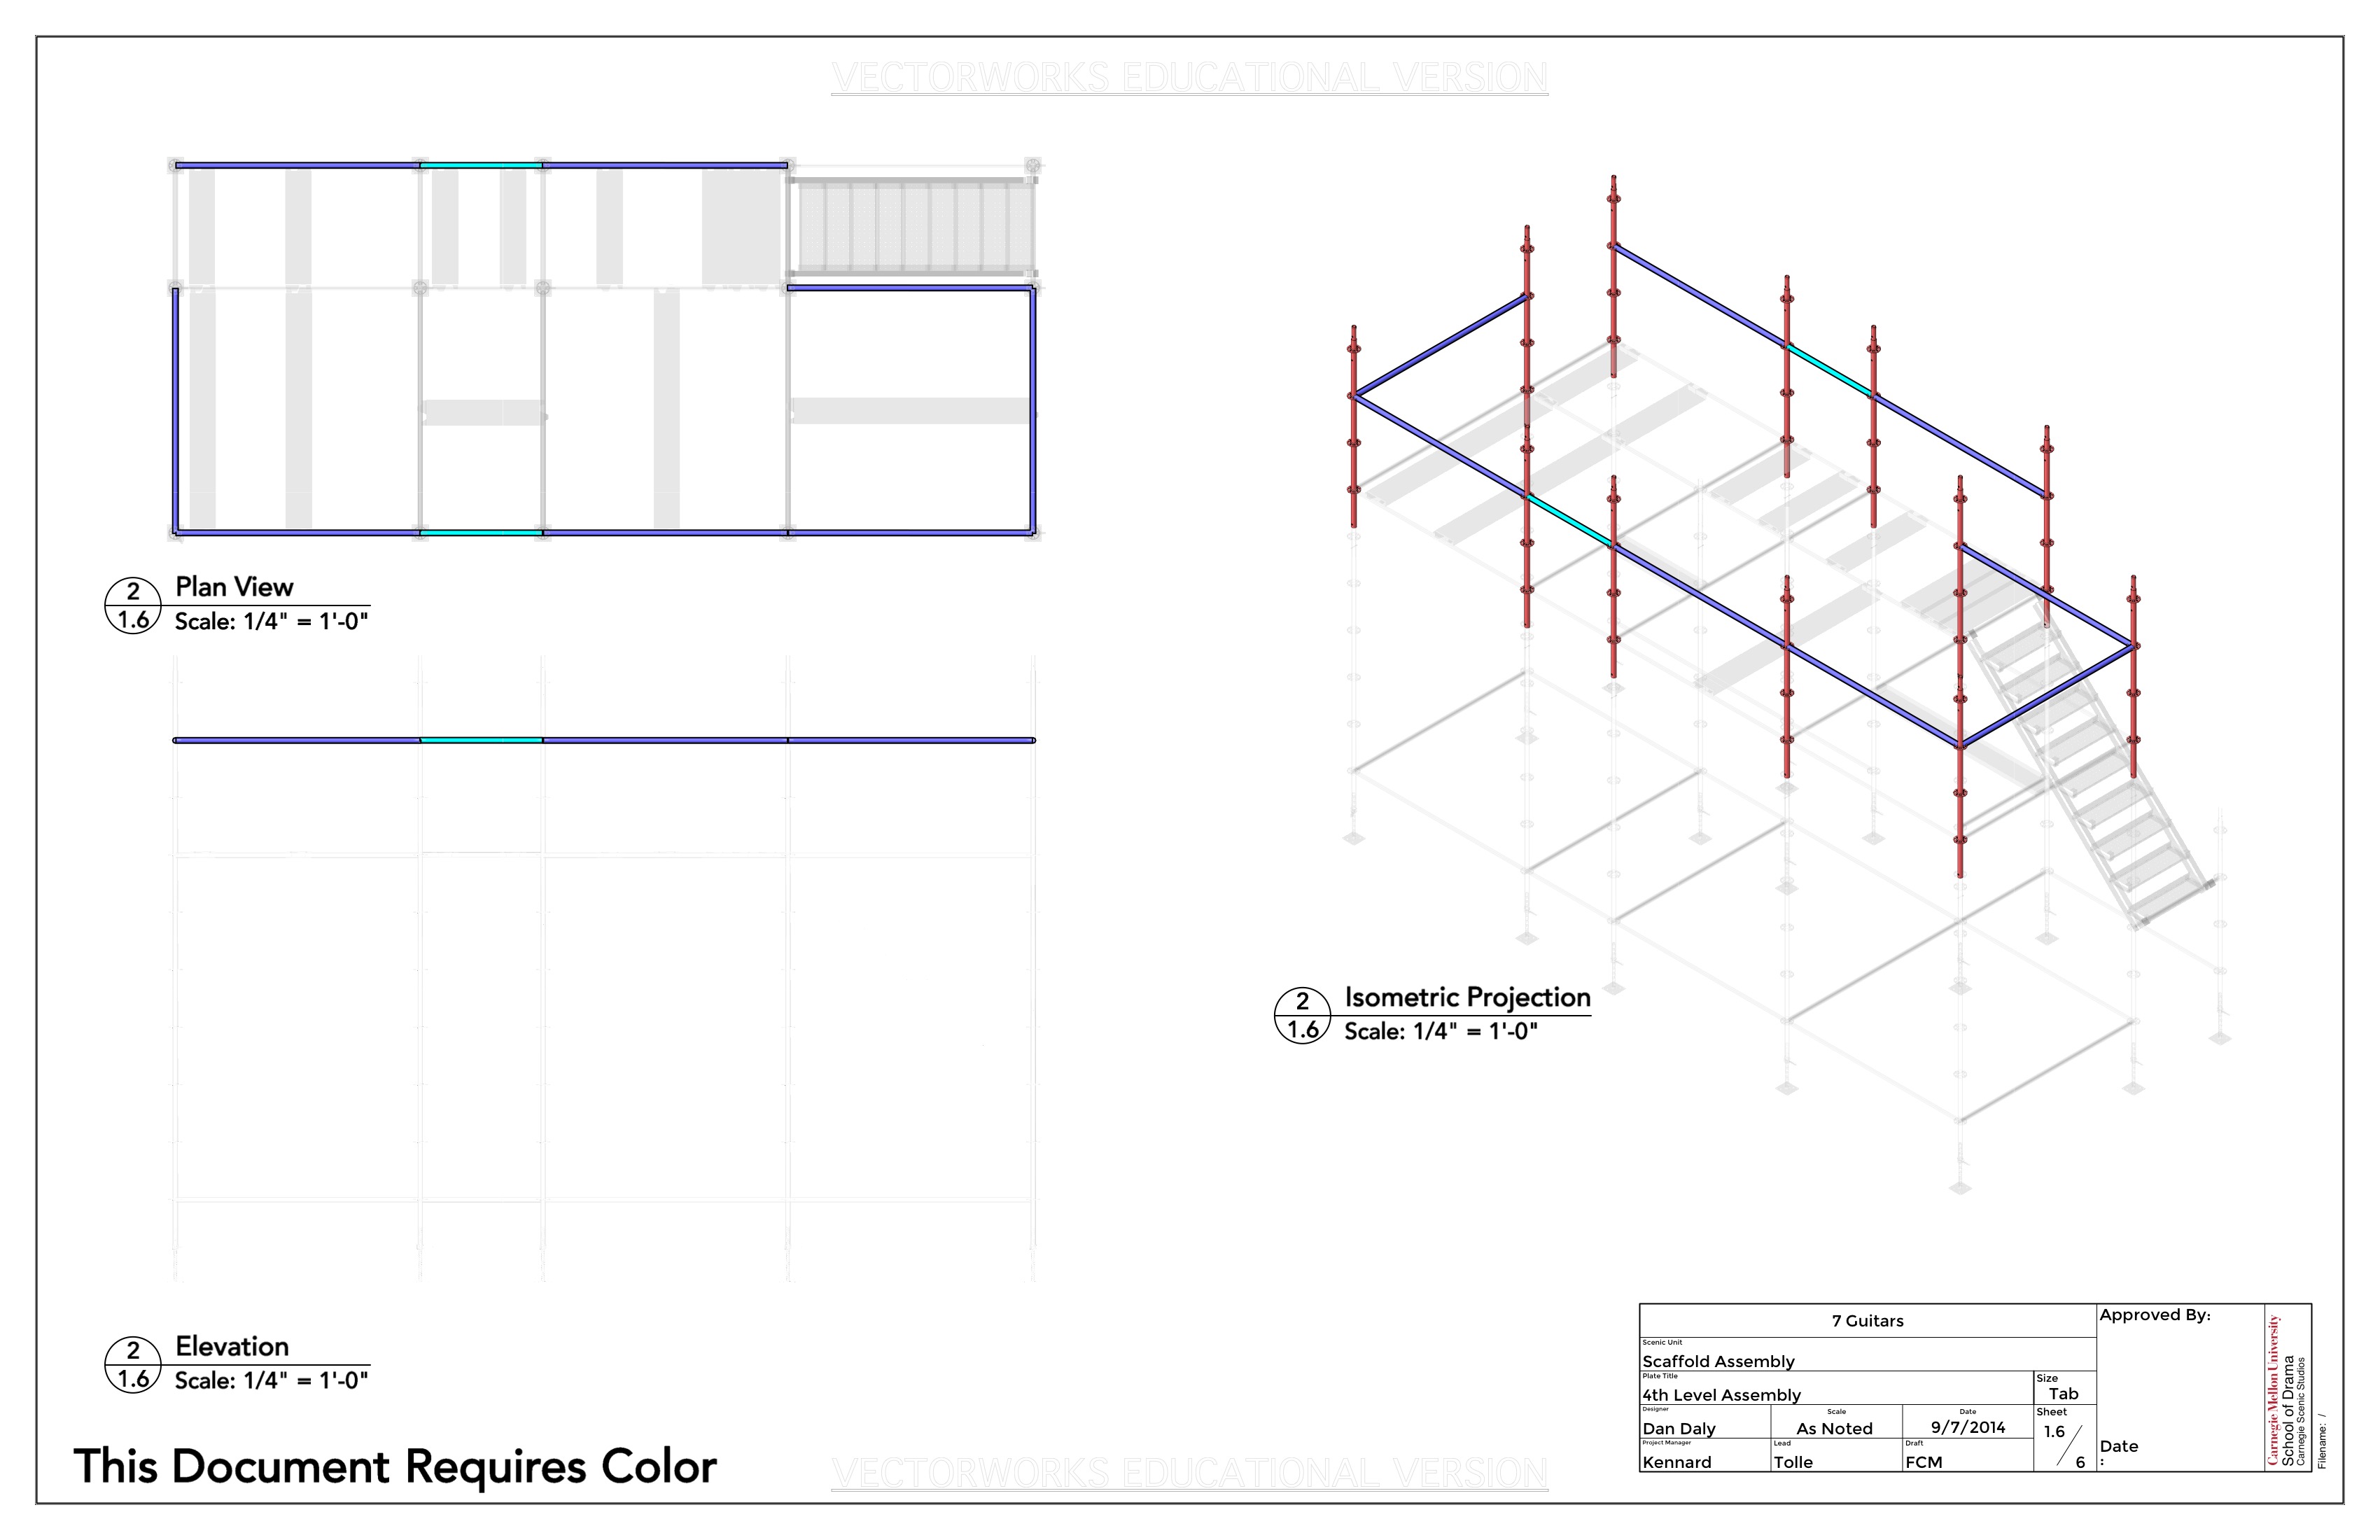 VECTORWORKS EDUCATIONAL VERSION
2
1.6
Plan View
Scale: 1/4" = 1'-0"
2
1.6
Isometric Projection
Scale: 1/4" = 1'-0"
2
1.6
Elevation
Scale: 1/4" = 1'-0"
This Document Requires Color
VECTORWORKS EDUCATIONAL VERSION
7 Guitars
Scenic Unit
Scaffold Assembly
Plate Title
4th Level Assembly
Size
Tab
Designer
Dan Daly
Scale
As Noted
Date
9/7/2014
Sheet
1.6
6
Project Manager
Kennard
Lead
Tolle
Draft
FCM
Approved By:
Date
:
Carnegie Mellon University
School of Drama
Carnegie Scenic Studios
Filename: /